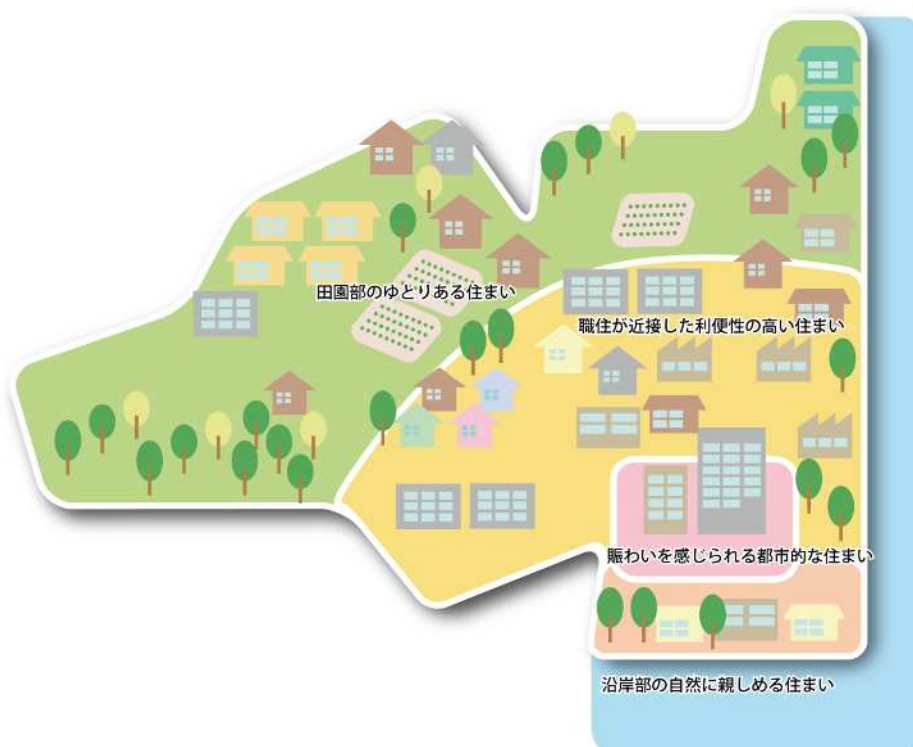 田園部のゆとりある住まい
職住が近接した利便性の高い住まい
賑わいを感じられる都市的な住まい
沿岸部の自然に親しめる住まい